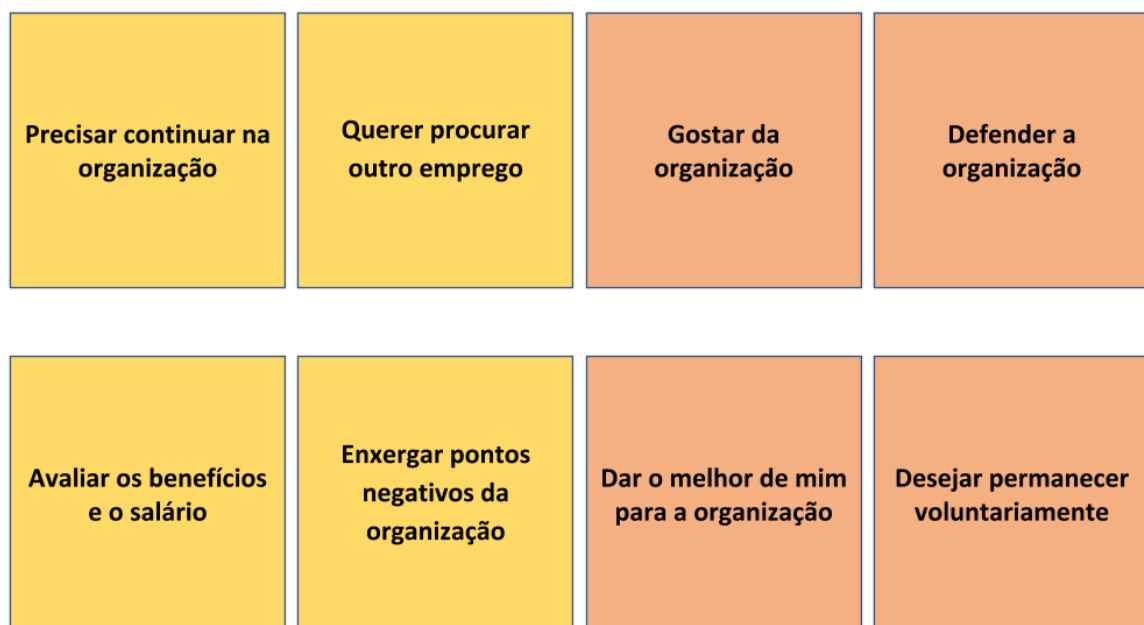 Precisar continuar na
organização
Querer procurar
outro emprego
Gostar da
organização
Defender a
organização
Avaliar os benefícios
e o salário
Enxergar pontos
negativos da
organização
Dar o melhor de mim
para a organização
Desejar permanecer
voluntariamente